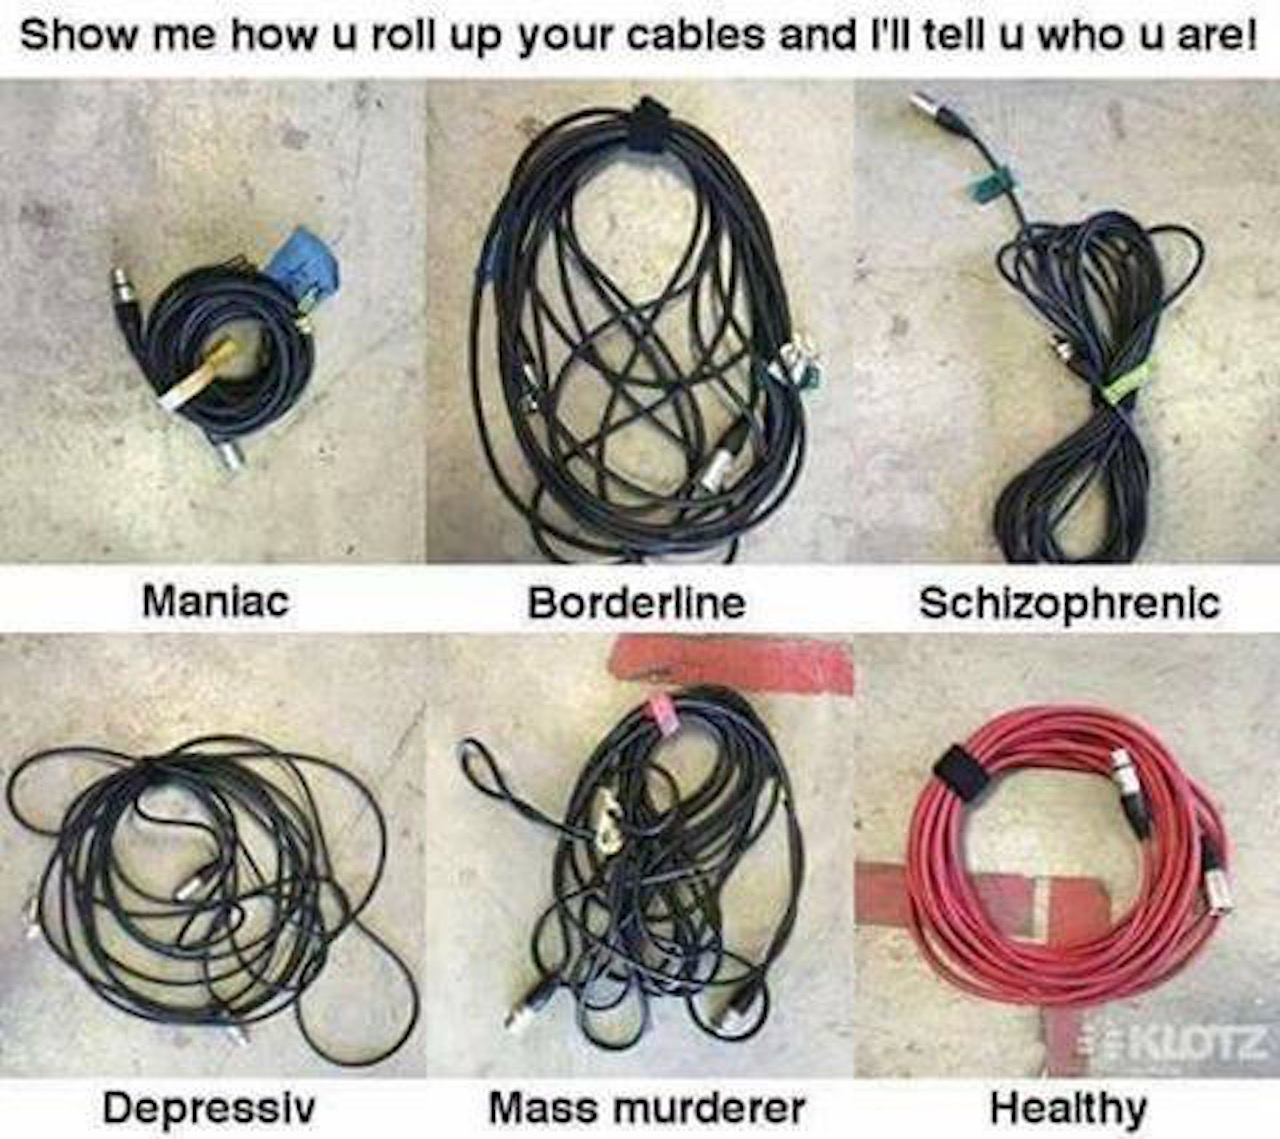 Show me how u roll up your cables and I'll tell u who u are!
Maniac
Borderline
Schizophrenic
Depressiv
Mass murderer
Healthy
KLOTZ